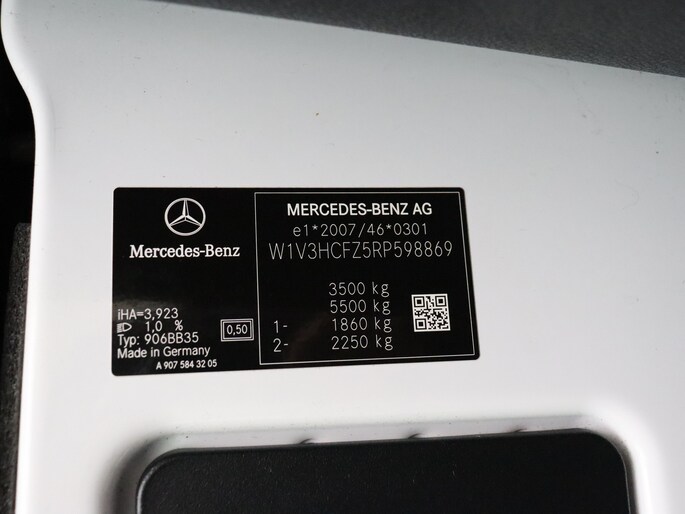 Mercedes-Benz
iHA=3,923
1,0 %
Typ: 906BB35
Made in Germany
0,50
A 907 584 32 05
MERCEDES-BENZ AG
e1*2007/46*0301
W1V3HCFZ5RP598869
3500 kg
5500 kg
1- 1860 kg
2- 2250 kg